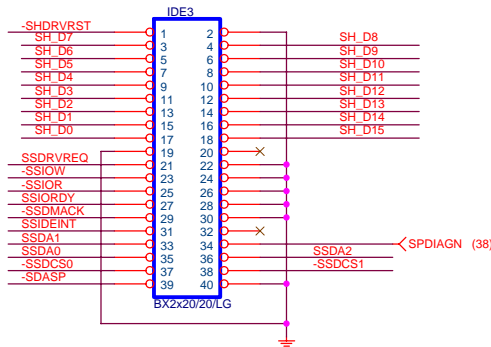 IDE3
-SHDRVRST 1 2
SH_D7 3 4 SH_D8
SH_D6 5 6 SH_D9
SH_D5 7 8 SH_D10
SH_D4 9 10 SH_D11
SH_D3 11 12 SH_D12
SH_D2 13 14 SH_D13
SH_D1 15 16 SH_D14
SH_D0 17 18 SH_D15
19 20
SSDRVREQ 21 22
-SSIOW 23 24
-SSIOR 25 26
SSIORDY 27 28
-SSDMACK 29 30
SSIDEINT 31 32
SSDA1 33 34 SPDIAGN (38)
SSDA0 35 36 SSDA2
-SSDCS0 37 38 -SSDCS1
-SDASP 39 40
BX2x20/20/LG